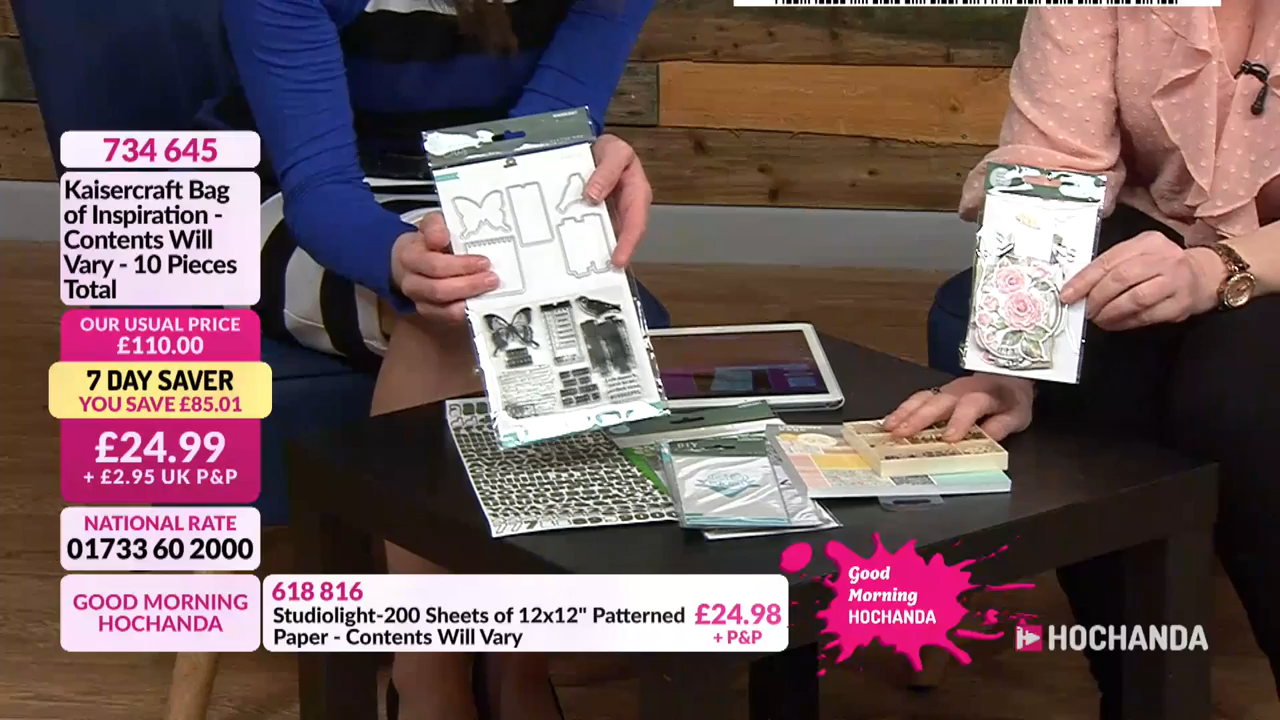 734 645
Kaisercraft Bag
of Inspiration -
Contents Will
Vary - 10 Pieces
Total
OUR USUAL PRICE
£110.00
7 DAY SAVER
YOU SAVE £85.01
£24.99
+ £2.95 UK P&P
NATIONAL RATE
01733 60 2000
GOOD MORNING
HOCHANDA
618 816
Studiolight-200 Sheets of 12x12" Patterned
Paper - Contents Will Vary
£24.98
+ P&P
DIY
Good
Morning
HOCHANDA
HOCHANDA